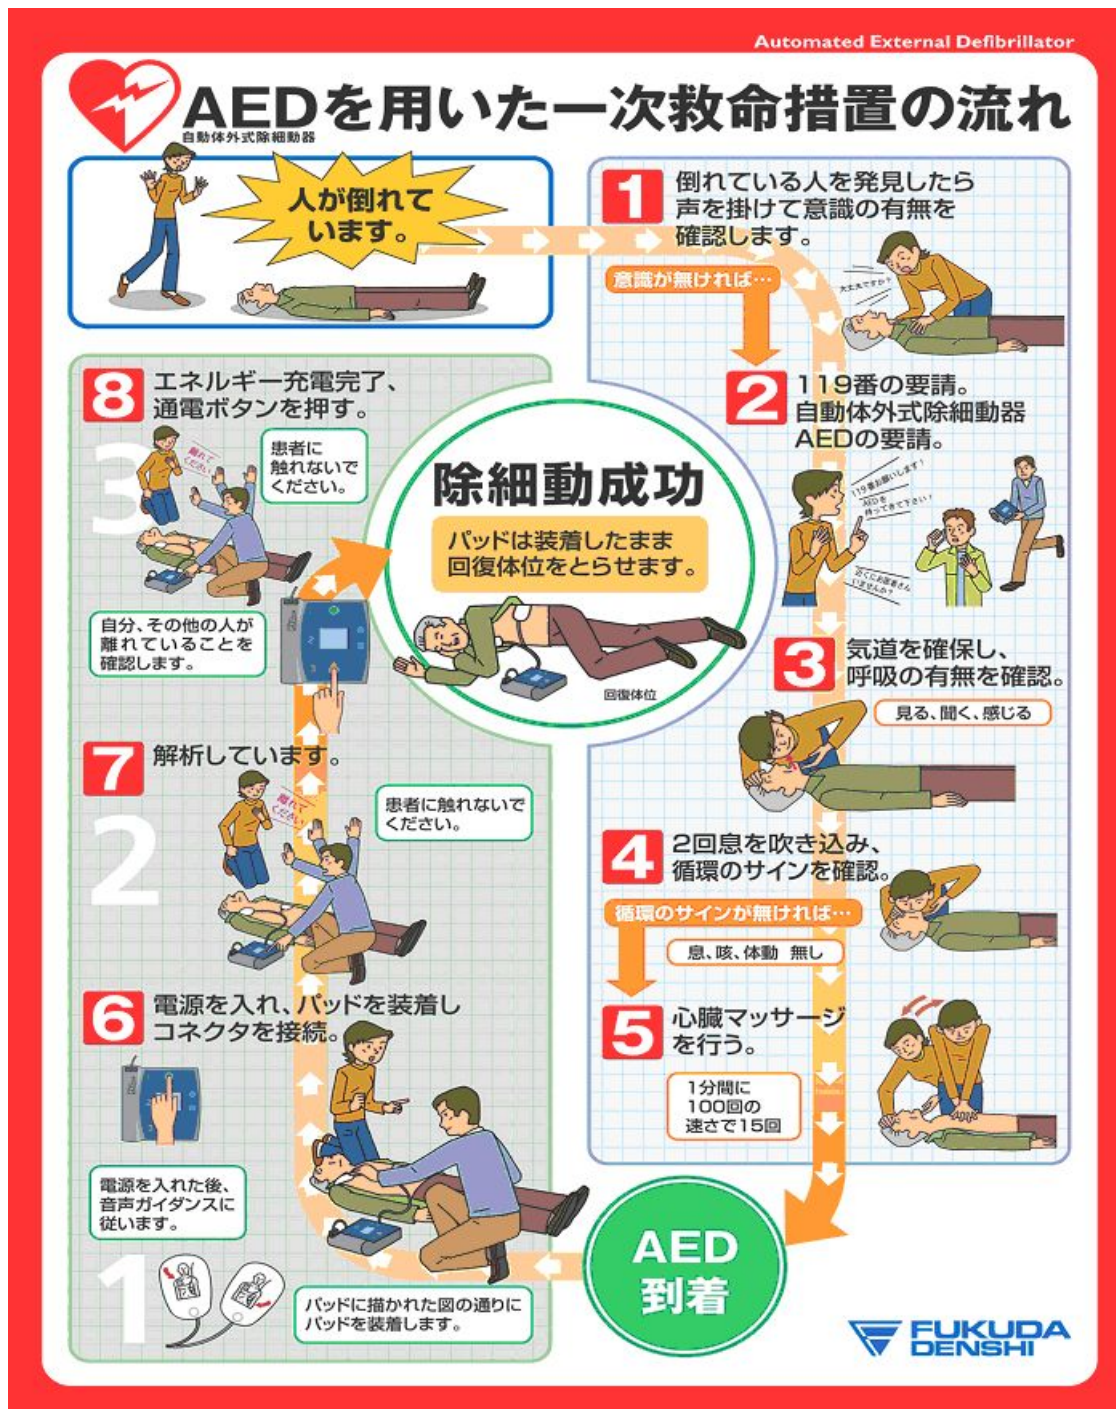 Automated External Defibrillator
AEDを用いた一次救命措置の流れ
自動体外式除細動器
人が倒れて
います。
1
倒れている人を発見したら
声を掛けて意識の有無を
確認します。
意識が無ければ…
大丈夫ですか?
2
119番の要請。
自動体外式除細動器
AEDの要請。
119番お願いします!
AEDを
持ってきて下さい!
近くにお医者さん
いませんか?
3
気道を確保し、
呼吸の有無を確認。
見る、聞く、感じる
4
2回息を吹き込み、
循環のサインを確認。
循環のサインが無ければ…
息、咳、体動 無し
5
心臓マッサージ
を行う。
1分間に
100回の
速さで15回
AED
到着
6
電源を入れ、パッドを装着し
コネクタを接続。
電源を入れた後、
音声ガイダンスに
従います。
1
パッドに描かれた図の通りに
パッドを装着します。
7
解析しています。
2
離れて
ください
患者に触れないで
ください。
8
エネルギー充電完了、
通電ボタンを押す。
3
離れて
ください
患者に
触れないで
ください。
自分、その他の人が
離れていることを
確認します。
除細動成功
パッドは装着したまま
回復体位をとらせます。
回復体位
FUKUDA
DENSHI